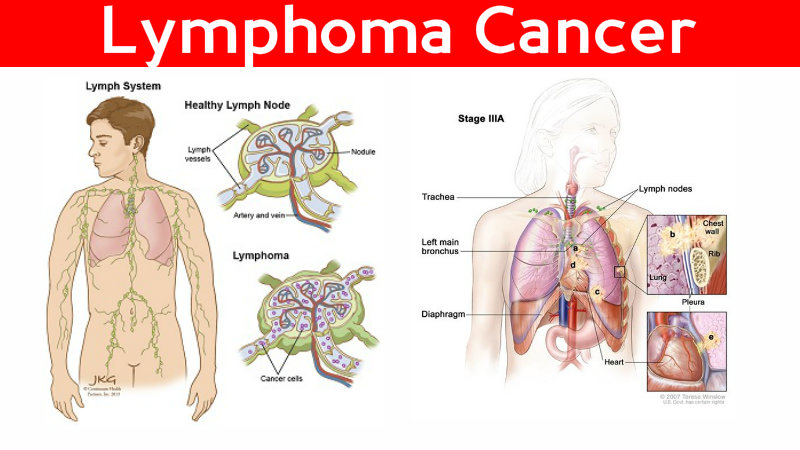 Lymphoma Cancer
Lymph System
Healthy Lymph Node
Lymph
vessels
Nodule
Artery and vein
Lymphoma
Cancer cells
JKG
© Continuum Health
Partners, Inc. 2013
Stage IIIA
Trachea
Lymph nodes
Left main
bronchus
a
d
c
Diaphragm
b
Chest
wall
Rib
Lung
Pleura
e
Heart
© 2007 Terese Winslow
U.S. Govt. has certain rights